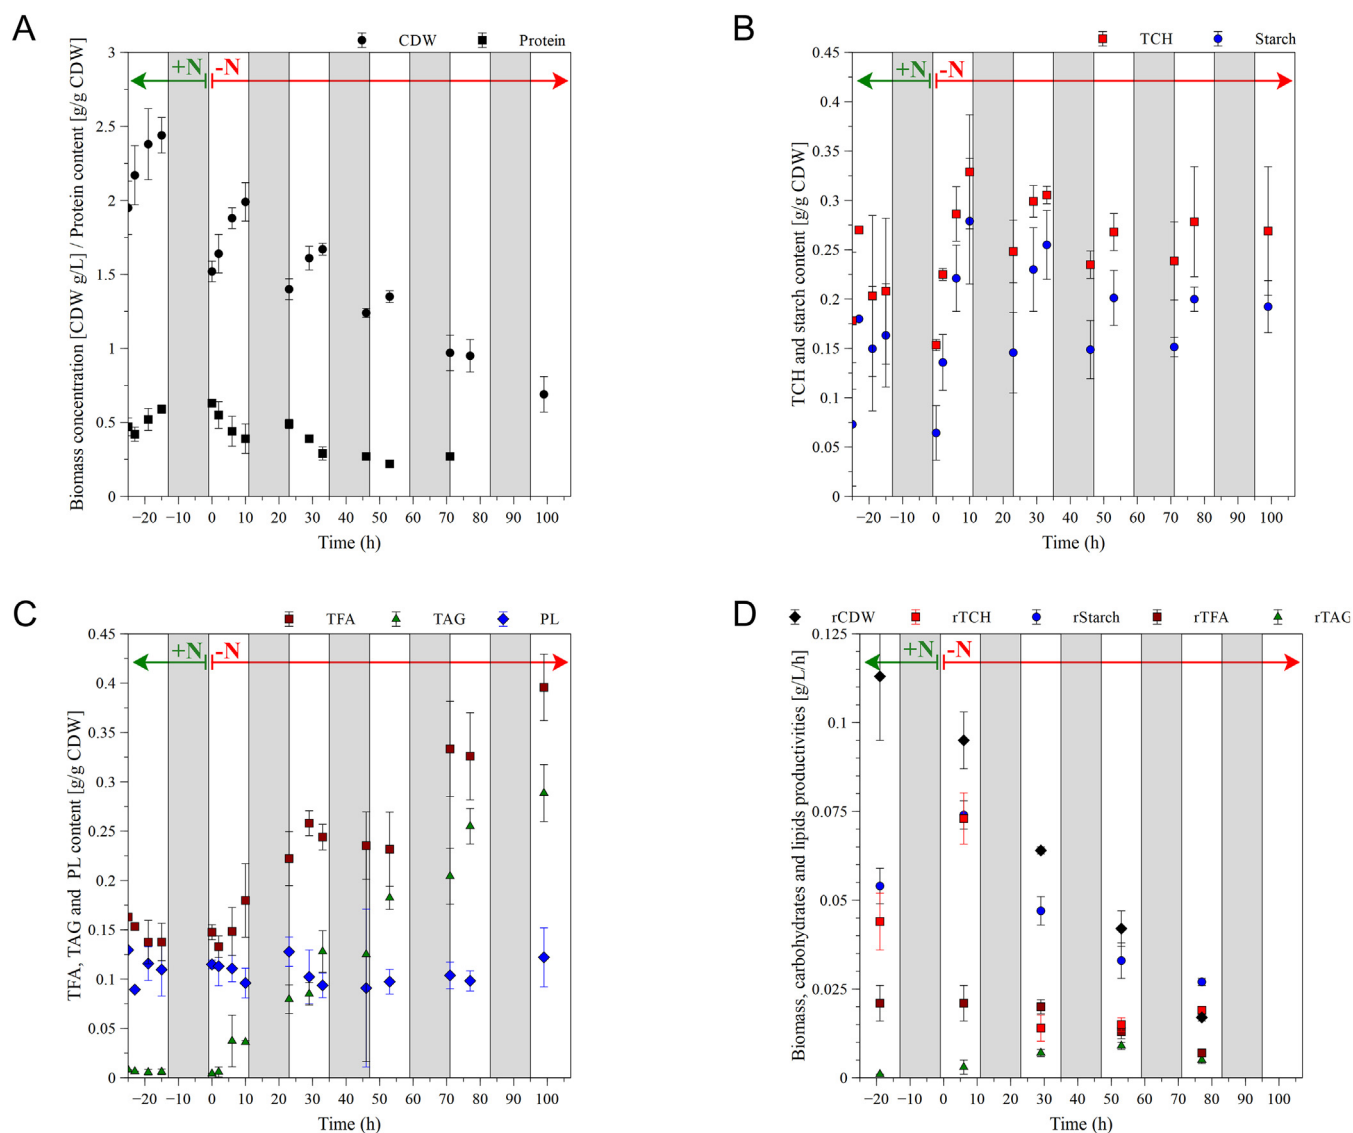 A
CDW Protein
Biomass concentration [CDW g/L] / Protein content [g/g CDW]
+N -N
3
2.5
2
1.5
1
0.5
0
−20 −10 0 10 20 30 40 50 60 70 80 90 100
Time (h)
B
TCH Starch
TCH and starch content [g/g CDW]
+N -N
0.45
0.4
0.35
0.3
0.25
0.2
0.15
0.1
0.05
0
−20 −10 0 10 20 30 40 50 60 70 80 90 100
Time (h)
C
TFA TAG PL
TFA, TAG and PL content [g/g CDW]
+N -N
0.45
0.4
0.35
0.3
0.25
0.2
0.15
0.1
0.05
0
−20 −10 0 10 20 30 40 50 60 70 80 90 100
Time (h)
D
rCDW rTCH rStarch rTFA rTAG
Biomass, carbohydrates and lipids productivities [g/L/h]
+N -N
0.125
0.1
0.075
0.05
0.025
0
−20 −10 0 10 20 30 40 50 60 70 80 90 100
Time (h)